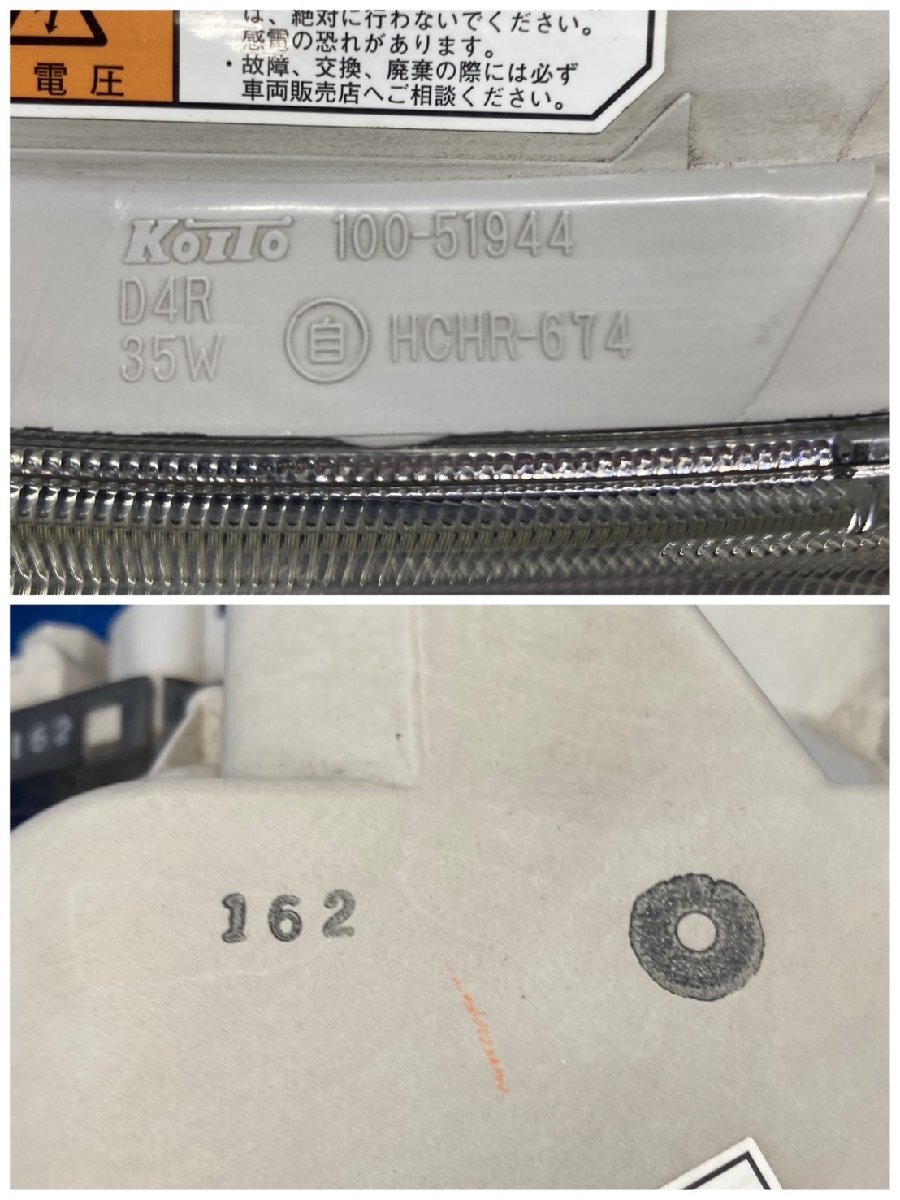 は、絶対に行わないでください。
感電の恐れがあります。
・故障、交換、廃棄の際には必ず
車両販売店へご相談ください。
電圧
KOITO 100-51944
D4R
35W 自 HCHR-674
162
162